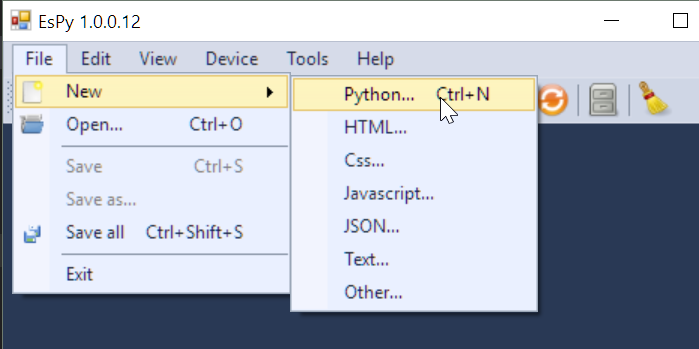 EsPy 1.0.0.12
File Edit View Device Tools Help
New
Open... Ctrl+O
Save Ctrl+S
Save as...
Save all Ctrl+Shift+S
Exit
Python... Ctrl+N
HTML...
Css...
Javascript...
JSON...
Text...
Other...